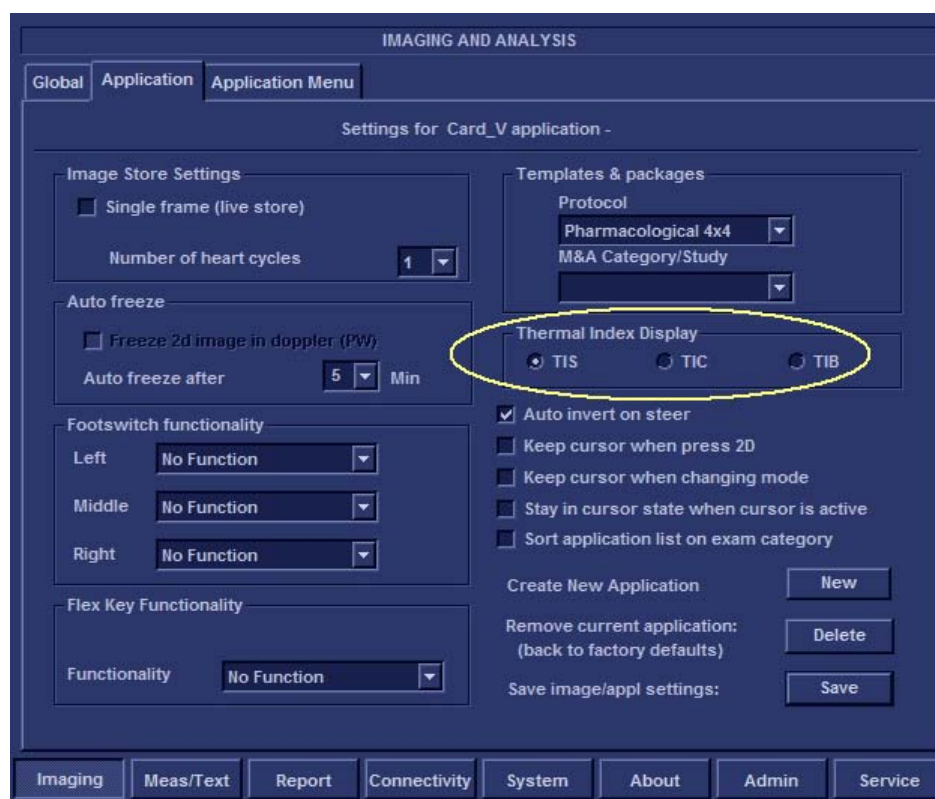 IMAGING AND ANALYSIS
Global Application Application Menu
Settings for Card_V application -
Image Store Settings
Single frame (live store)
Number of heart cycles 1
Auto freeze
Freeze 2d image in doppler (PW)
Auto freeze after 5 Min
Footswitch functionality
Left No Function
Middle No Function
Right No Function
Flex Key Functionality
Functionality No Function
Templates & packages
Protocol
Pharmacological 4x4
M&A Category/Study
Thermal Index Display
TIS TIC TIB
Auto invert on steer
Keep cursor when press 2D
Keep cursor when changing mode
Stay in cursor state when cursor is active
Sort application list on exam category
Create New Application New
Remove current application: Delete
(back to factory defaults)
Save image/appl settings: Save
Imaging Meas/Text Report Connectivity System About Admin Service